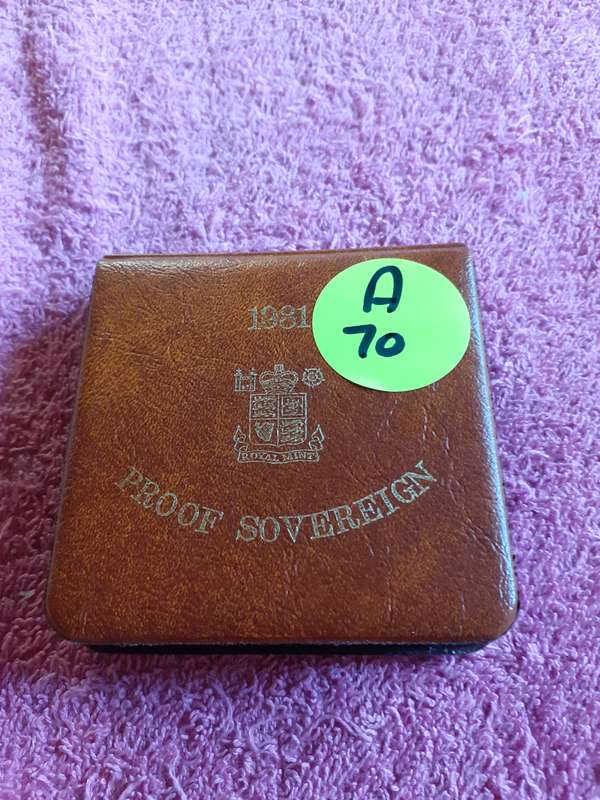 1981
A
70
ROYAL MINT
PROOF SOVEREIGN